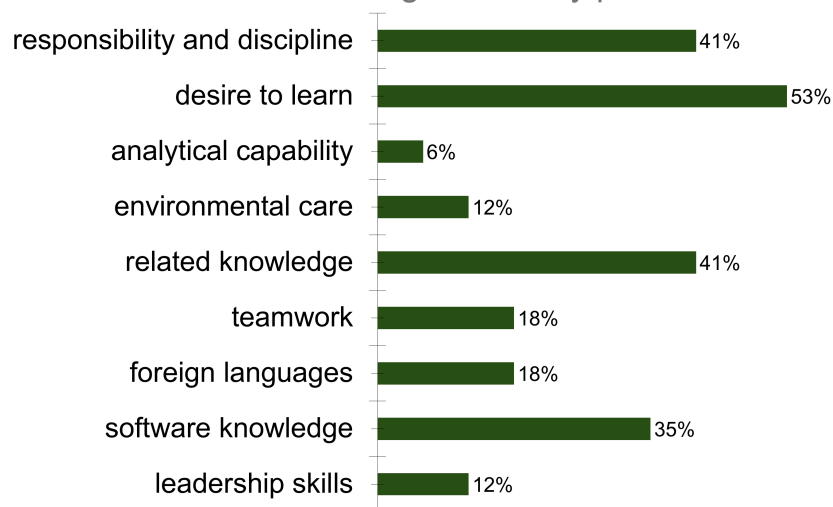 responsibility and discipline 41%
desire to learn 53%
analytical capability 6%
environmental care 12%
related knowledge 41%
teamwork 18%
foreign languages 18%
software knowledge 35%
leadership skills 12%